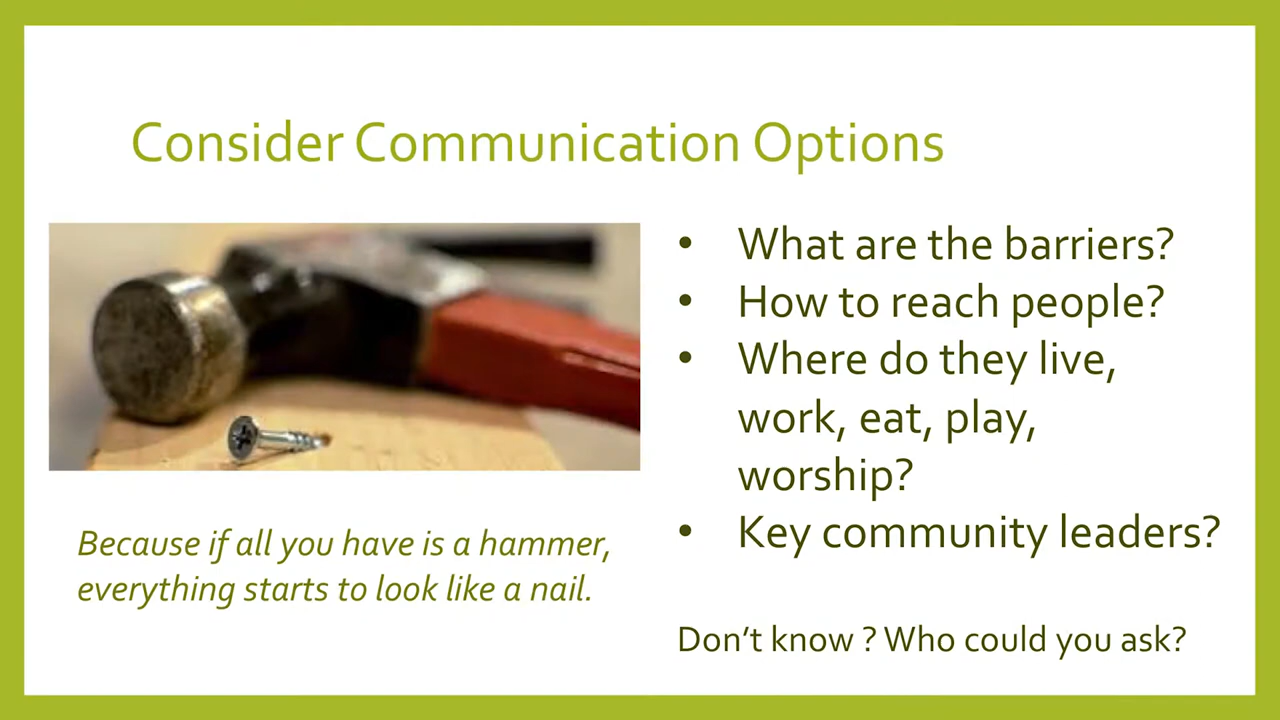 Consider Communication Options
• What are the barriers?
• How to reach people?
• Where do they live,
work, eat, play,
worship?
• Key community leaders?
Because if all you have is a hammer,
everything starts to look like a nail.
Don’t know ? Who could you ask?